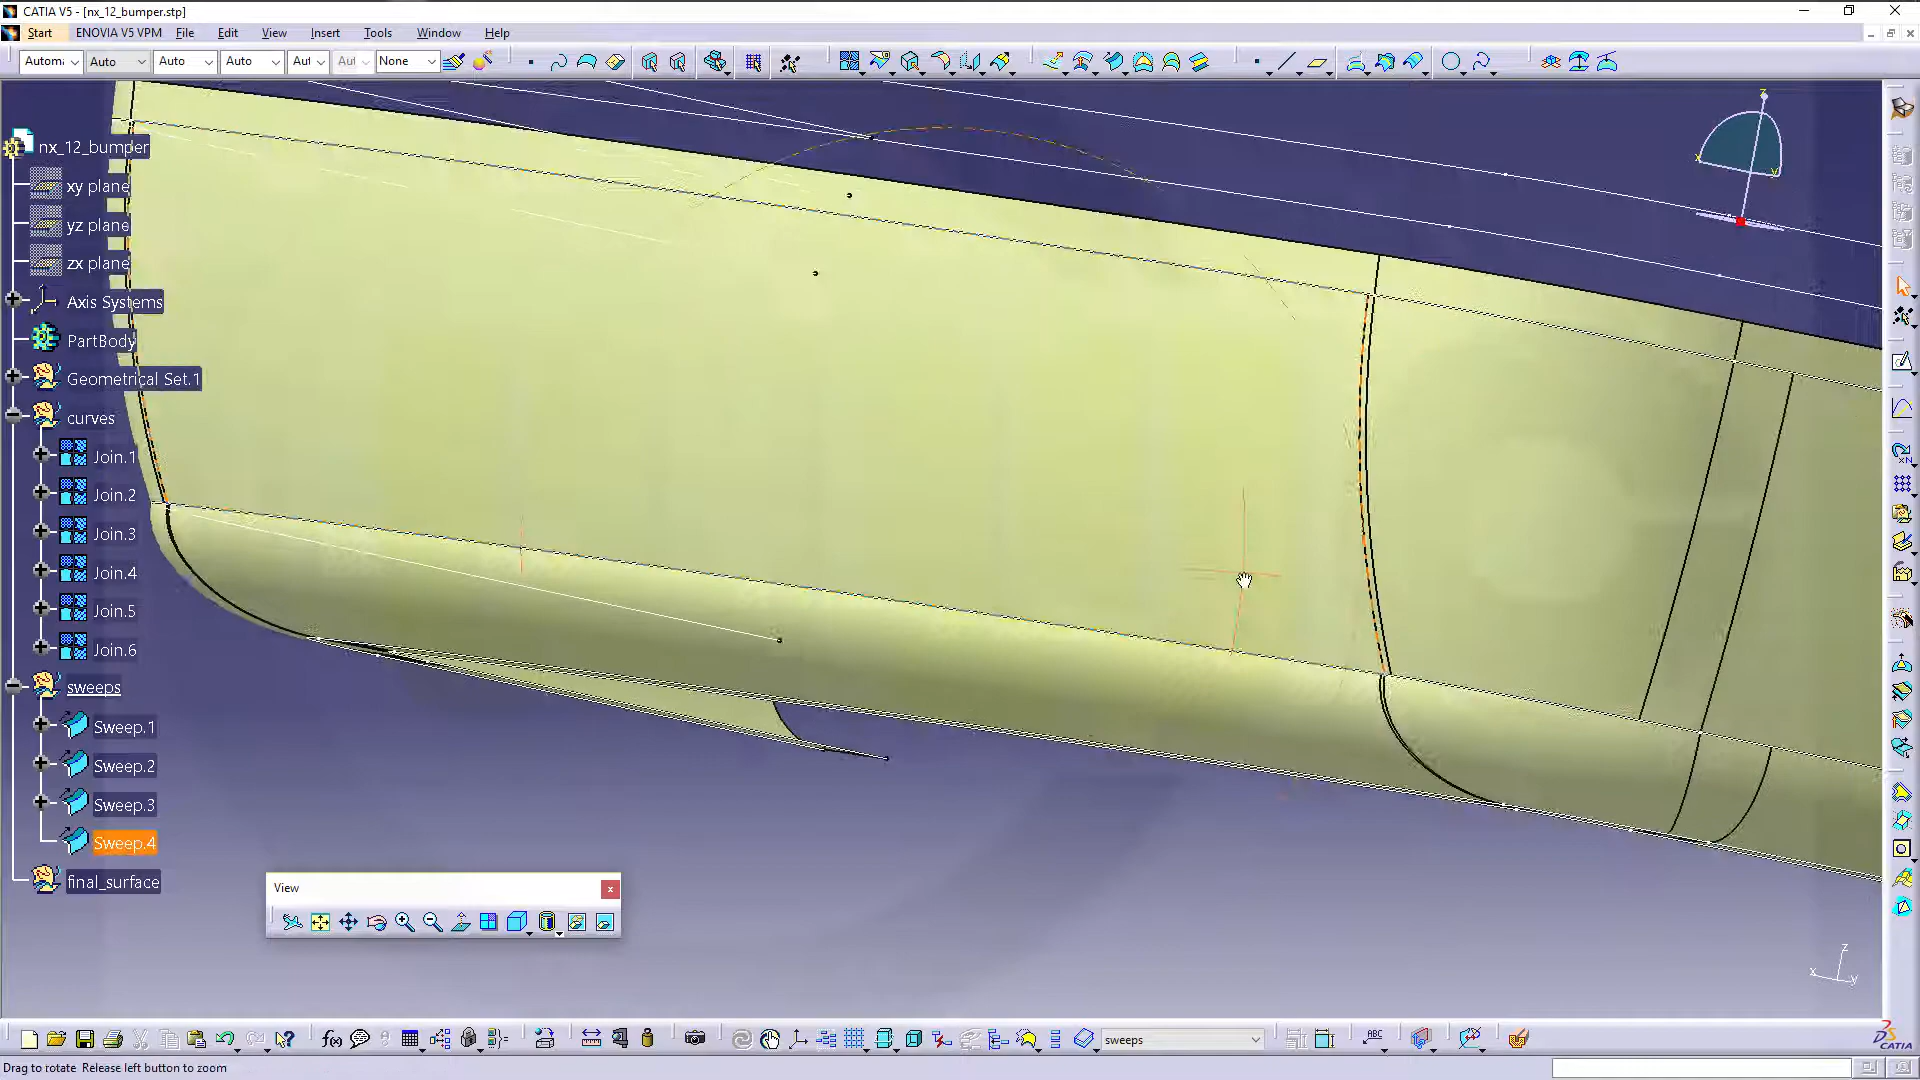 CATIA V5 - [nx_12_bumper.stp]
Start ENOVIA V5 VPM File Edit View Insert Tools Window Help
Automa Auto Auto Auto Aut Aut None
nx_12_bumper
xy plane
yz plane
zx plane
Axis Systems
PartBody
Geometrical Set.1
curves
Join.1
Join.2
Join.3
Join.4
Join.5
Join.6
sweeps
Sweep.1
Sweep.2
Sweep.3
Sweep.4
final_surface
z
x
y
View
z
x
y
sweeps
CATIA
Drag to rotate Release left button to zoom